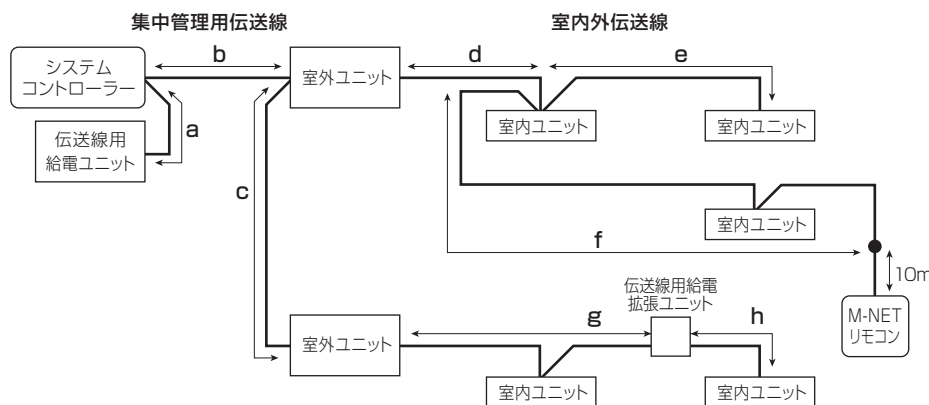 集中管理用伝送線
室内外伝送線
システム
コントローラー
b
室外ユニット
d
e
a
伝送線用
給電ユニット
室内ユニット
室内ユニット
c
室内ユニット
f
10m
M-NET
リモコン
伝送線用給電
拡張ユニット
g
h
室外ユニット
室内ユニット
室内ユニット